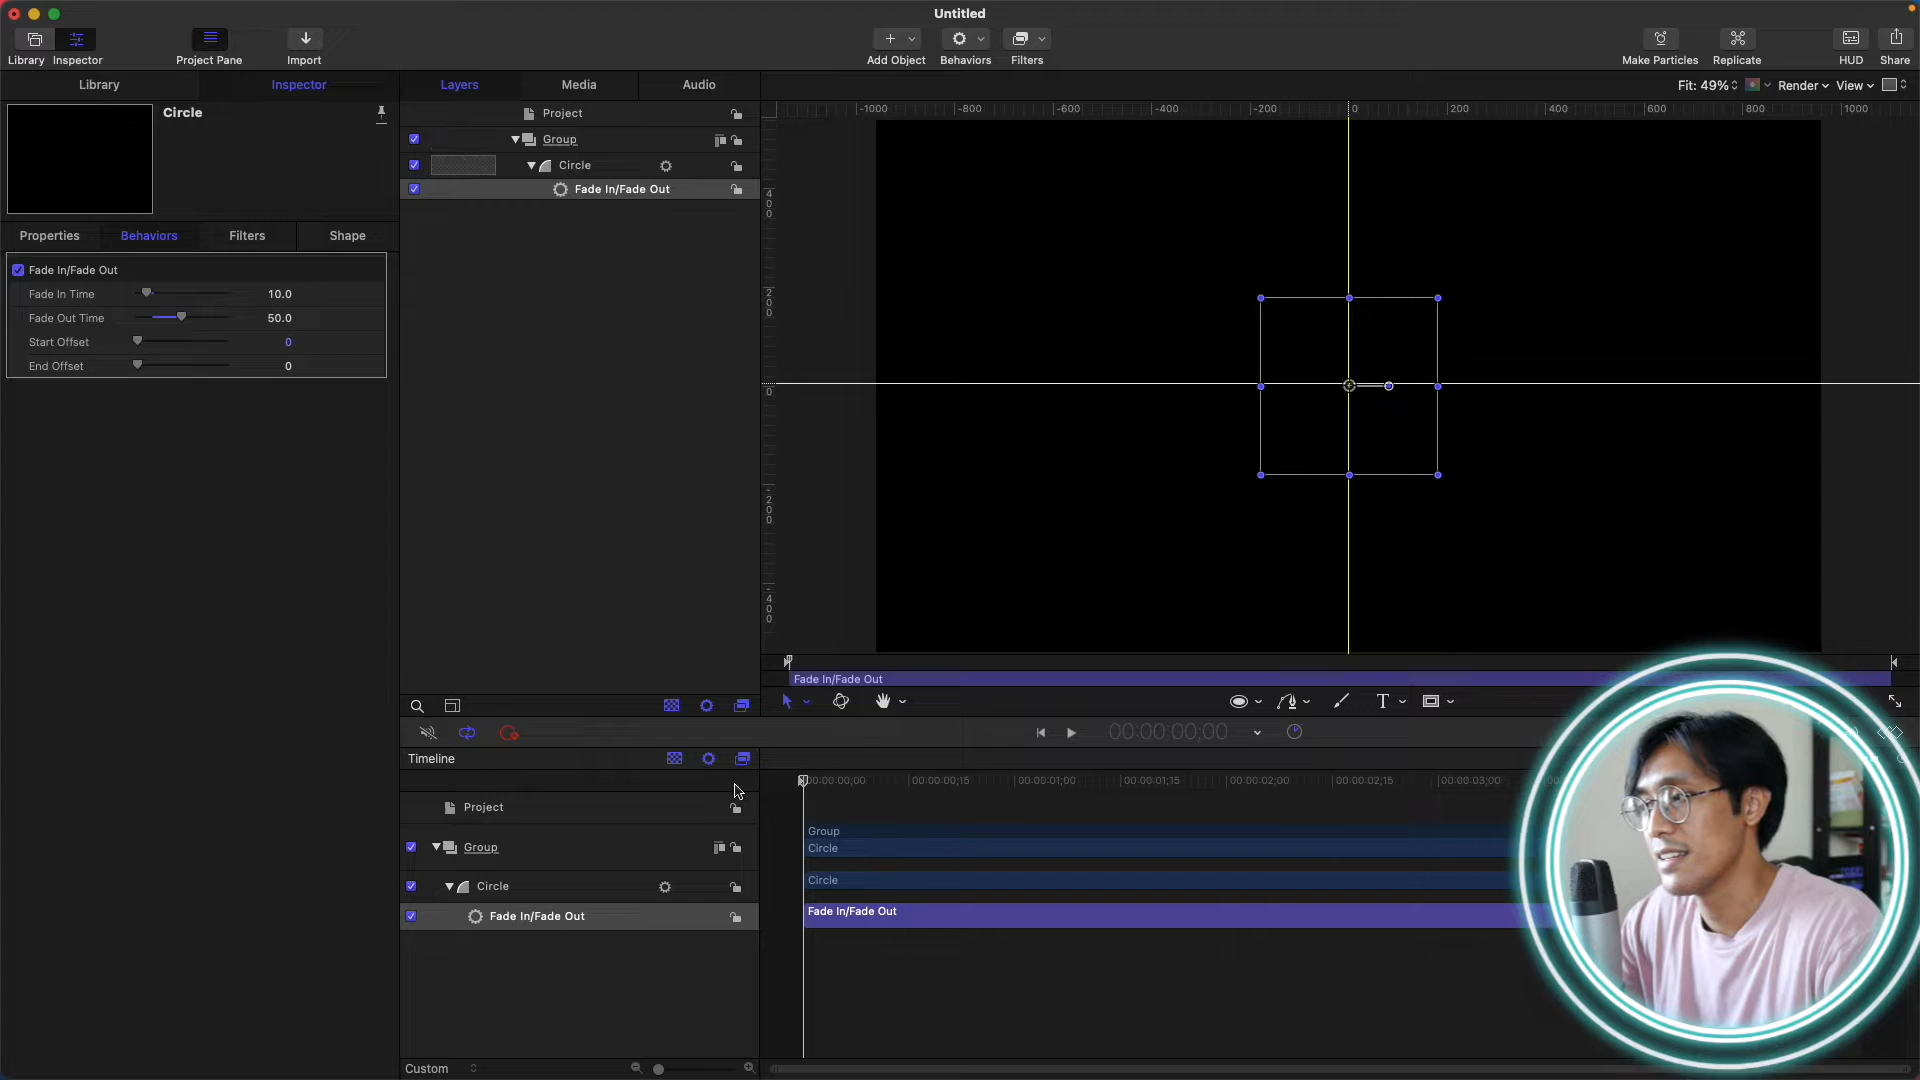 Untitled
Library Inspector Project Pane Import Add Object Behaviors Filters Make Particles Replicate HUD Share
Library Inspector Layers Media Audio Fit: 49% Render View
Circle
Project
Group
Circle
Fade In/Fade Out
Properties Behaviors Filters Shape
Fade In/Fade Out
Fade In Time 10.0
Fade Out Time 50.0
Start Offset 0
End Offset 0
-1000 -800 -600 -400 -200 0 200 400 600 800 1000
400
200
0
-200
-400
Fade In/Fade Out
00:00:00;00
Timeline
00:00:00;00 00:00:00;15 00:00:01;00 00:00:01;15 00:00:02;00 00:00:02;15 00:00:03;00
Project
Group
Group
Circle
Circle
Circle
Fade In/Fade Out
Fade In/Fade Out
Custom